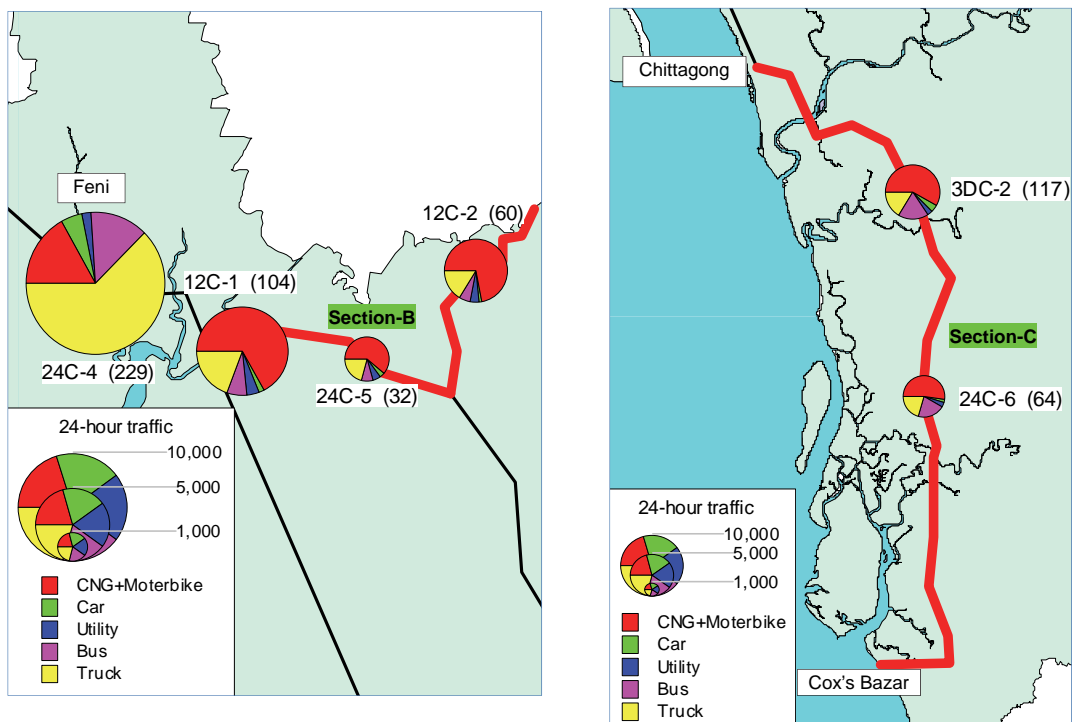 Feni
12C-2 (60)
12C-1 (104)
Section-B
24C-4 (229)
24C-5 (32)
24-hour traffic
10,000
5,000
1,000
CNG+Moterbike
Car
Utility
Bus
Truck
Chittagong
3DC-2 (117)
Section-C
24C-6 (64)
24-hour traffic
10,000
5,000
1,000
CNG+Moterbike
Car
Utility
Bus
Truck
Cox's Bazar